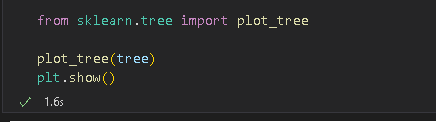 from sklearn.tree import plot_tree
plot_tree(tree)
plt.show()
1.6s